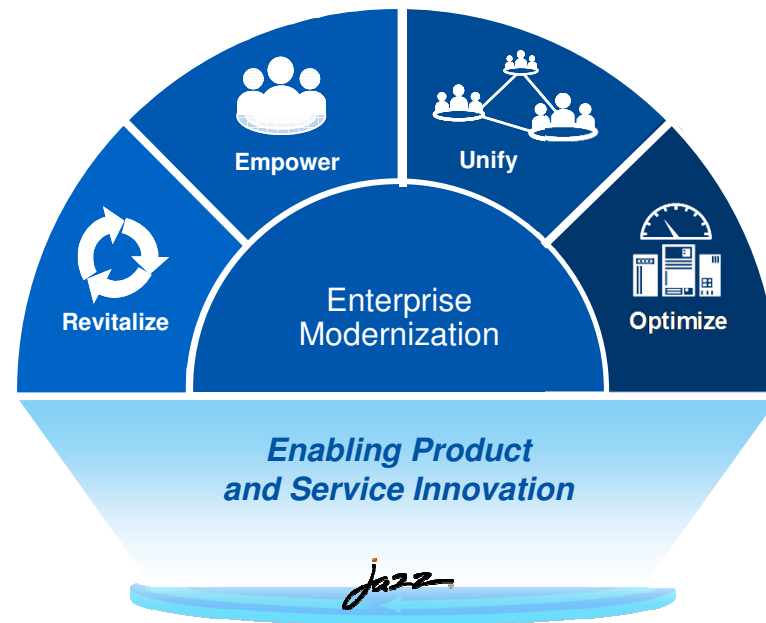 Empower
Unify
Revitalize
Optimize
Enterprise
Modernization
Enabling Product
and Service Innovation
jazz